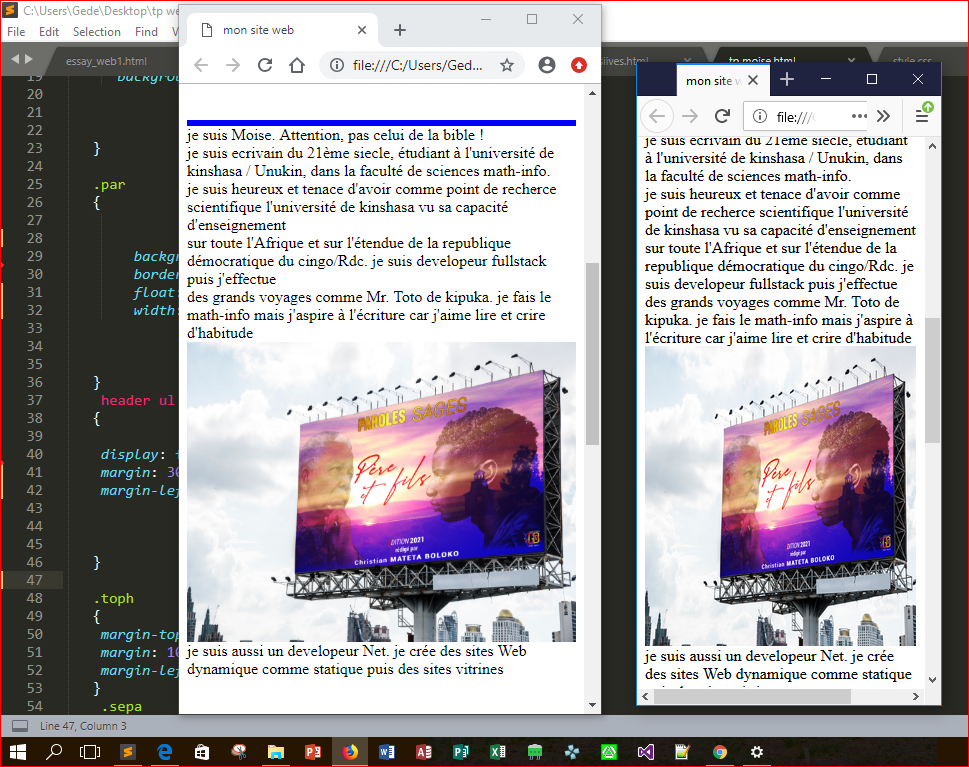 C:\Users\Gede\Desktop\tp we
File Edit Selection Find V
essay_web1.html
siives.html
tp moise.html
style.css
19 backgrou
20
21
22
23 }
24
25 .par
26 {
27
28
29 backgr
30 border
31 float:
32 width:
33
34
35
36 }
37 header ul
38 {
39
40 display:
41 margin: 30
42 margin-lef
43
44
45
46 }
47
48 .toph
49 {
50 margin-top
51 margin: 10
52 margin-lef
53 }
54 .sepa
Line 47, Column 3
mon site web
file:///C:/Users/Ged...
je suis Moise. Attention, pas celui de la bible !
je suis ecrivain du 21ème siecle, étudiant à l'université de
kinshasa / Unukin, dans la faculté de sciences math-info.
je suis heureux et tenace d'avoir comme point de recherce
scientifique l'université de kinshasa vu sa capacité
d'enseignement
sur toute l'Afrique et sur l'étendue de la republique
démocratique du cingo/Rdc. je suis developeur fullstack
puis j'effectue
des grands voyages comme Mr. Toto de kipuka. je fais le
math-info mais j'aspire à l'écriture car j'aime lire et crire
d'habitude
PAROLES SAGES
Père
et fils
DITION 2021
rédigé par
Christian MATETA BOLOKO
je suis aussi un developeur Net. je crée des sites Web
dynamique comme statique puis des sites vitrines
mon site w
file:///
je suis ecrivain du 21ème siecle, étudiant
à l'université de kinshasa / Unukin, dans
la faculté de sciences math-info.
je suis heureux et tenace d'avoir comme
point de recherce scientifique l'université
de kinshasa vu sa capacité d'enseignement
sur toute l'Afrique et sur l'étendue de la
republique démocratique du cingo/Rdc. je
suis developeur fullstack puis j'effectue
des grands voyages comme Mr. Toto de
kipuka. je fais le math-info mais j'aspire à
l'écriture car j'aime lire et crire d'habitude
PAROLES SAGES
Père
et fils
DITION 2021
rédigé par
Christian MATETA BOLOKO
je suis aussi un developeur Net. je crée
des sites Web dynamique comme statique